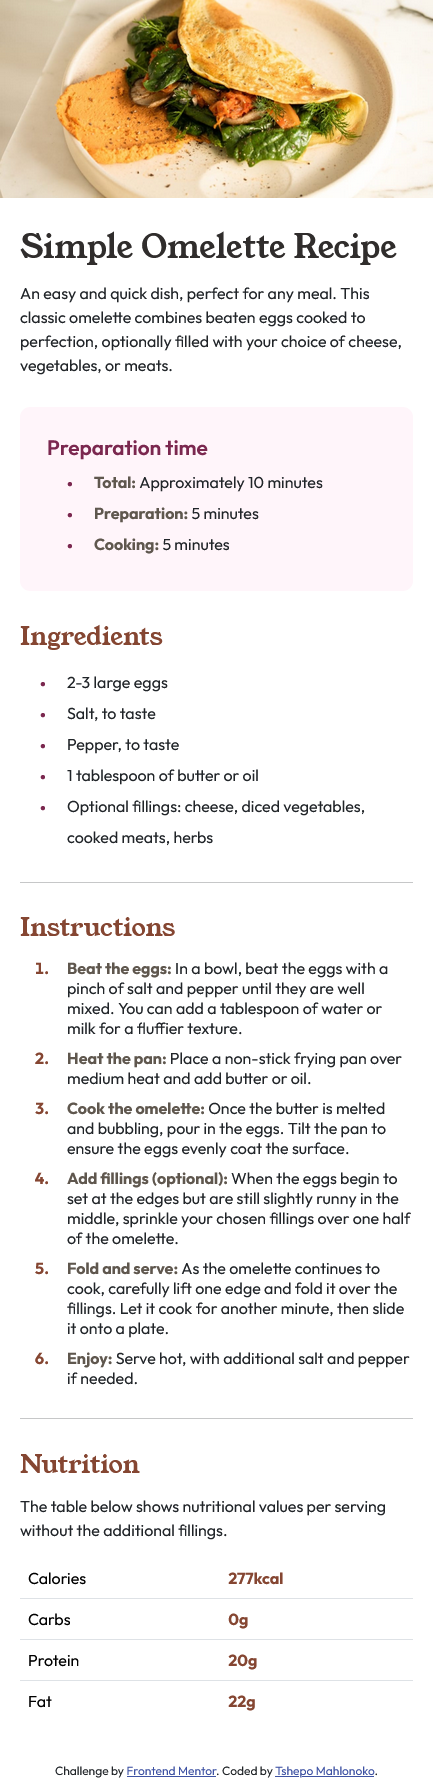 Simple Omelette Recipe
An easy and quick dish, perfect for any meal. This
classic omelette combines beaten eggs cooked to
perfection, optionally filled with your choice of cheese,
vegetables, or meats.
Preparation time
• Total: Approximately 10 minutes
• Preparation: 5 minutes
• Cooking: 5 minutes
Ingredients
• 2-3 large eggs
• Salt, to taste
• Pepper, to taste
• 1 tablespoon of butter or oil
• Optional fillings: cheese, diced vegetables,
cooked meats, herbs
Instructions
1. Beat the eggs: In a bowl, beat the eggs with a
pinch of salt and pepper until they are well
mixed. You can add a tablespoon of water or
milk for a fluffier texture.
2. Heat the pan: Place a non-stick frying pan over
medium heat and add butter or oil.
3. Cook the omelette: Once the butter is melted
and bubbling, pour in the eggs. Tilt the pan to
ensure the eggs evenly coat the surface.
4. Add fillings (optional): When the eggs begin to
set at the edges but are still slightly runny in the
middle, sprinkle your chosen fillings over one half
of the omelette.
5. Fold and serve: As the omelette continues to
cook, carefully lift one edge and fold it over the
fillings. Let it cook for another minute, then slide
it onto a plate.
6. Enjoy: Serve hot, with additional salt and pepper
if needed.
Nutrition
The table below shows nutritional values per serving
without the additional fillings.
Calories 277kcal
Carbs 0g
Protein 20g
Fat 22g
Challenge by Frontend Mentor. Coded by Tshepo Mahlonoko.